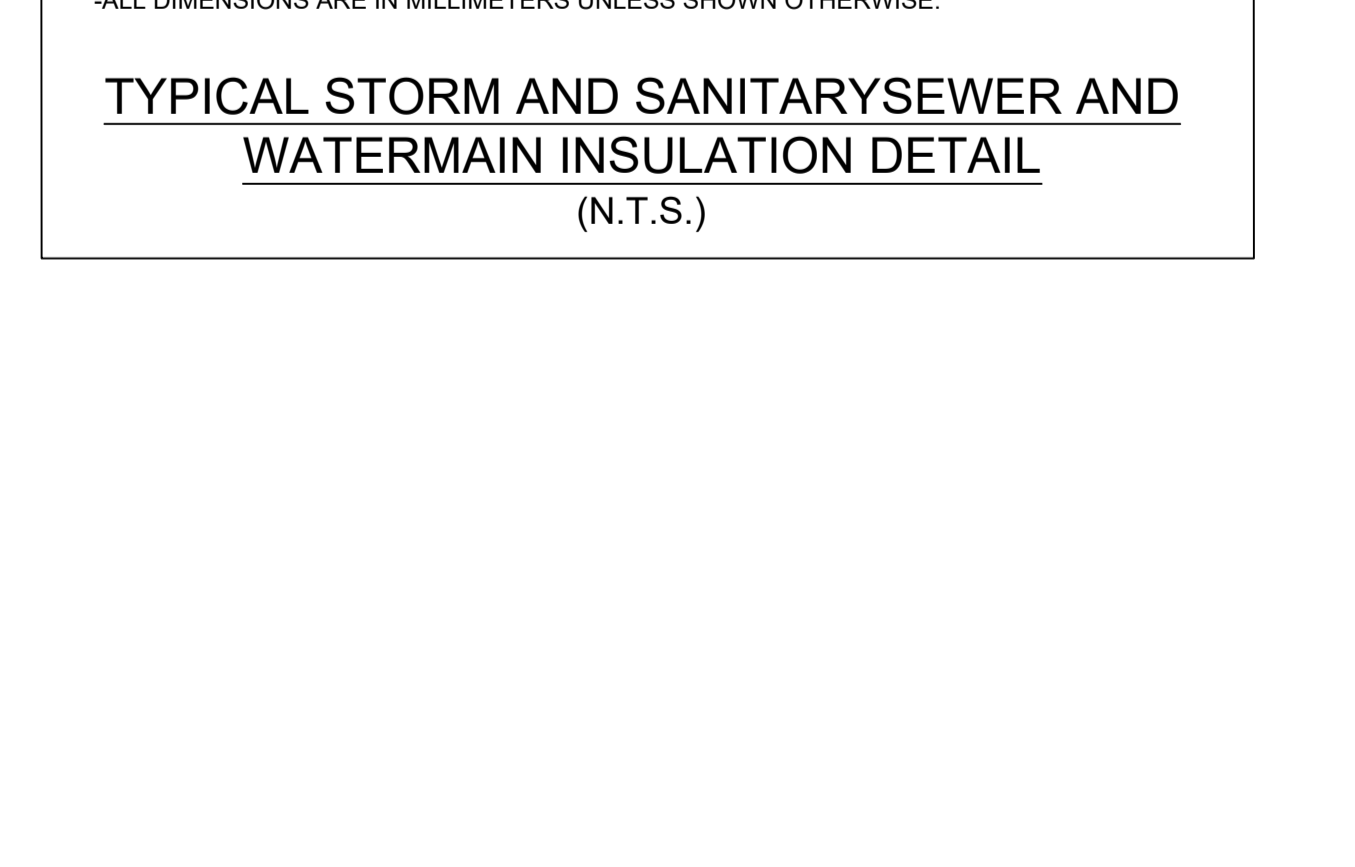 -ALL DIMENSIONS ARE IN MILLIMETERS UNLESS SHOWN OTHERWISE.
TYPICAL STORM AND SANITARYSEWER AND
WATERMAIN INSULATION DETAIL
(N.T.S.)